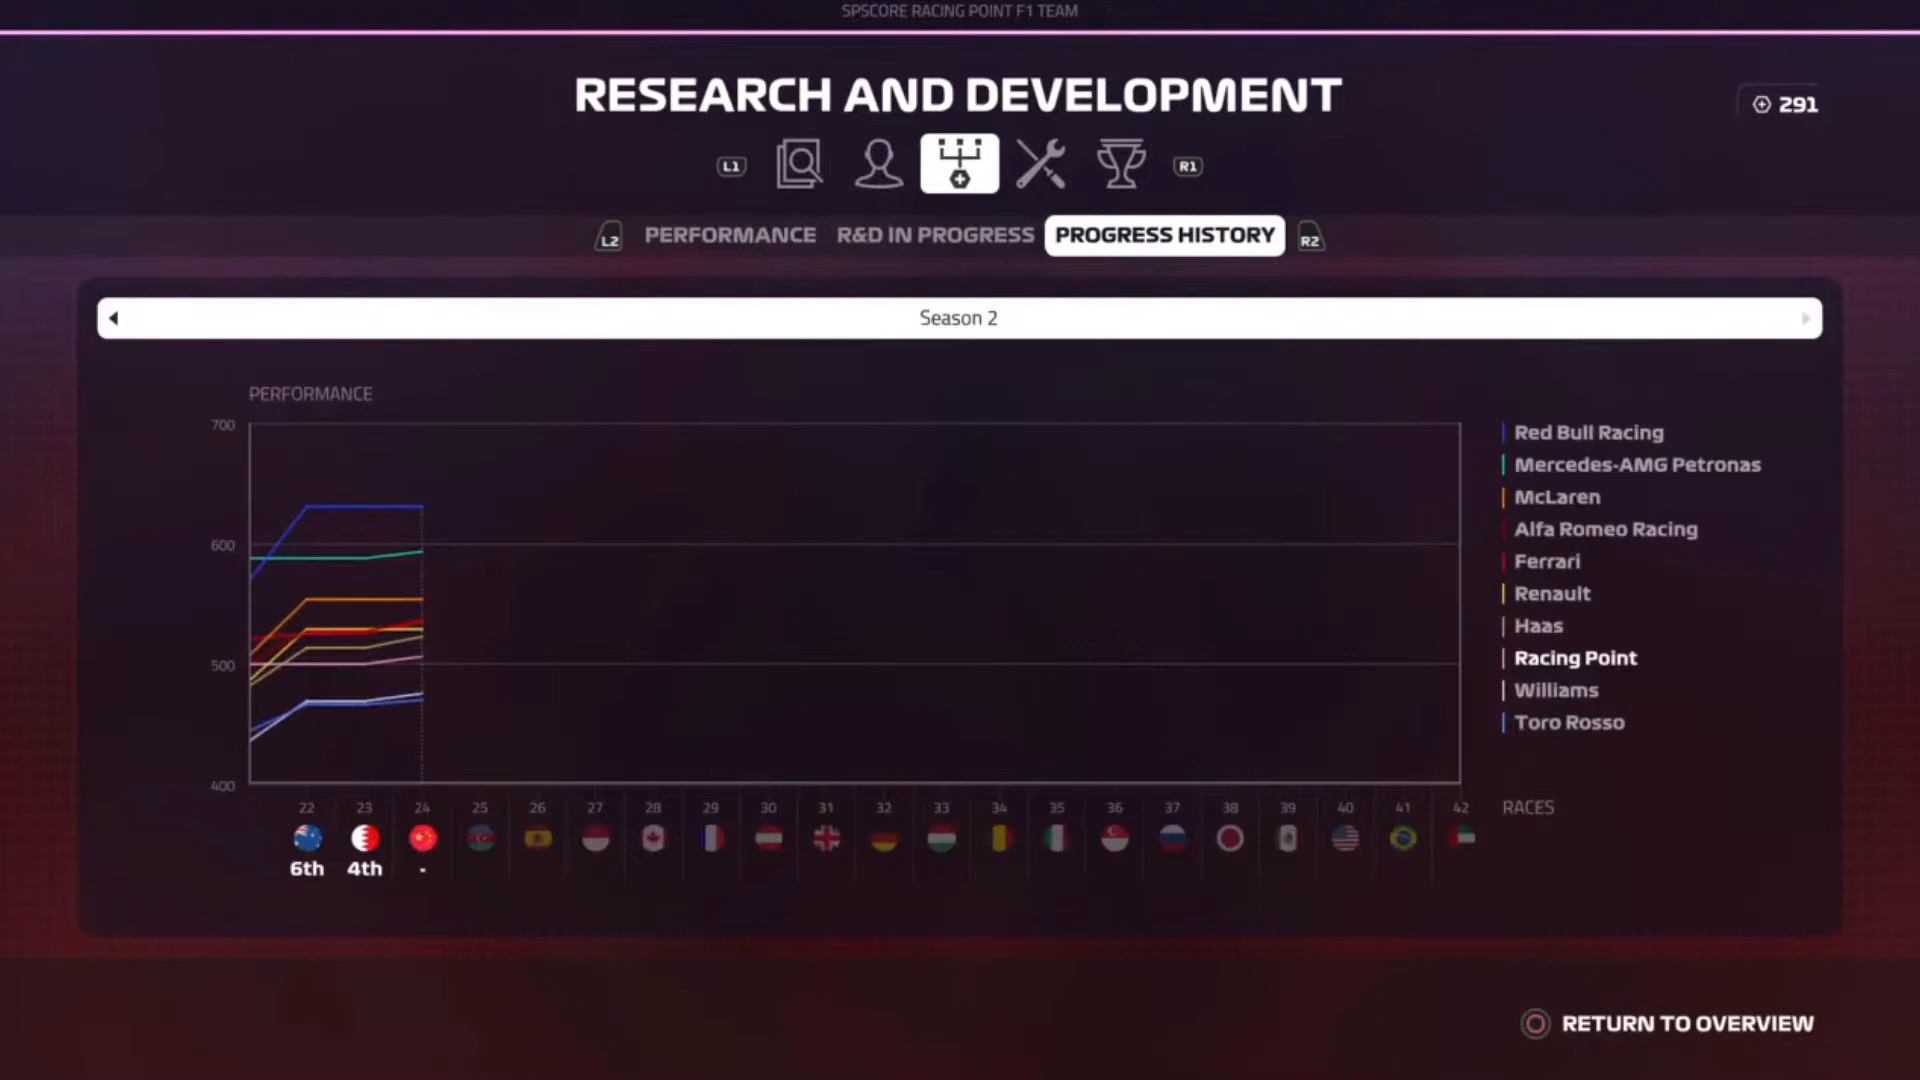 SPSCORE RACING POINT F1 TEAM
RESEARCH AND DEVELOPMENT
291
L1
R1
L2 PERFORMANCE R&D IN PROGRESS PROGRESS HISTORY R2
Season 2
PERFORMANCE
700
600
500
400
Red Bull Racing
Mercedes-AMG Petronas
McLaren
Alfa Romeo Racing
Ferrari
Renault
Haas
Racing Point
Williams
Toro Rosso
22 23 24 25 26 27 28 29 30 31 32 33 34 35 36 37 38 39 40 41 42 RACES
6th 4th -
RETURN TO OVERVIEW